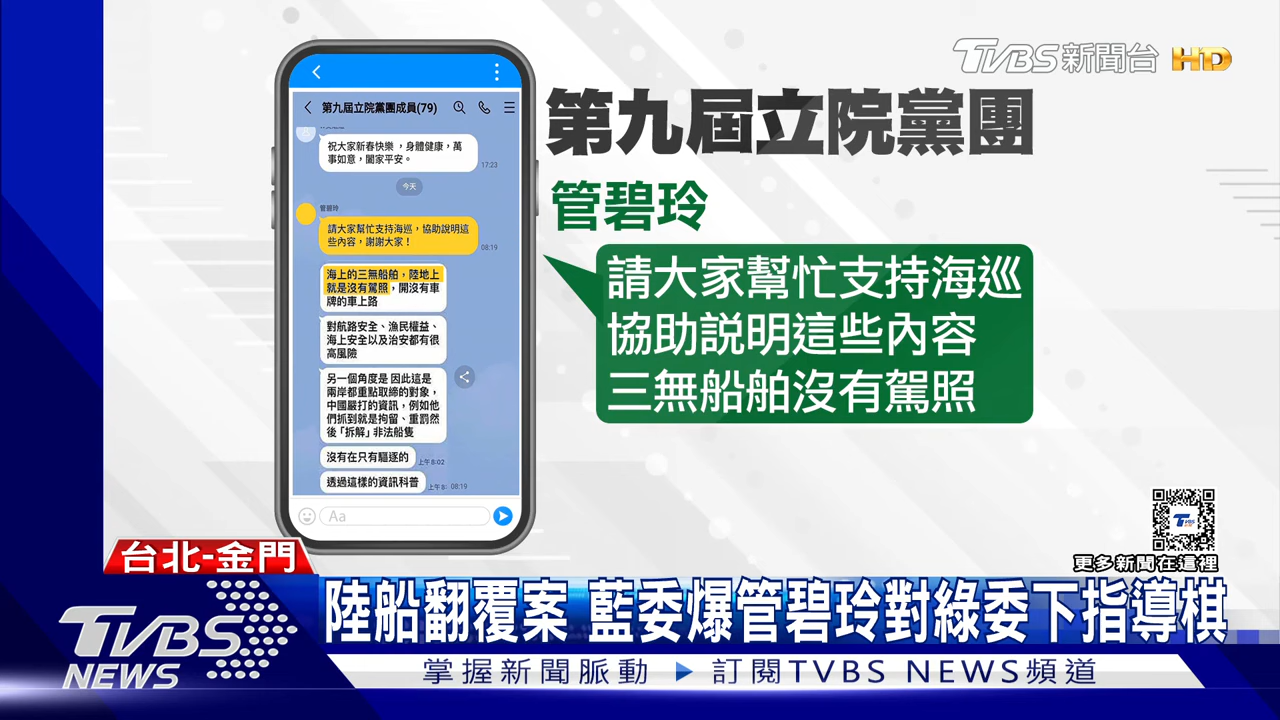 TVBS新聞台 HD
第九屆立院黨團成員(79)
祝大家新春快樂，身體健康，萬
事如意，闔家平安。
17:23
今天
管碧玲
請大家幫忙支持海巡，協助說明這
些內容，謝謝大家！
08:19
海上的三無船舶，陸地上
就是沒有駕照，開沒有車
牌的車上路
對航路安全、漁民權益、
海上安全以及治安都有很
高風險
另一個角度是 因此這是
兩岸都重點取締的對象，
中國嚴打的資訊，例如他
們抓到就是拘留、重罰然
後「拆解」非法船隻
沒有在只有驅逐的
上午8:02
透過這樣的資訊科普
上午8: 08:19
Aa
第九屆立院黨團
管碧玲
請大家幫忙支持海巡
協助說明這些內容
三無船舶沒有駕照
TVBS
更多新聞在這裡
台北-金門
陸船翻覆案 藍委爆管碧玲對綠委下指導棋
TVBS
NEWS
掌握新聞脈動 ▶ 訂閱TVBS NEWS頻道